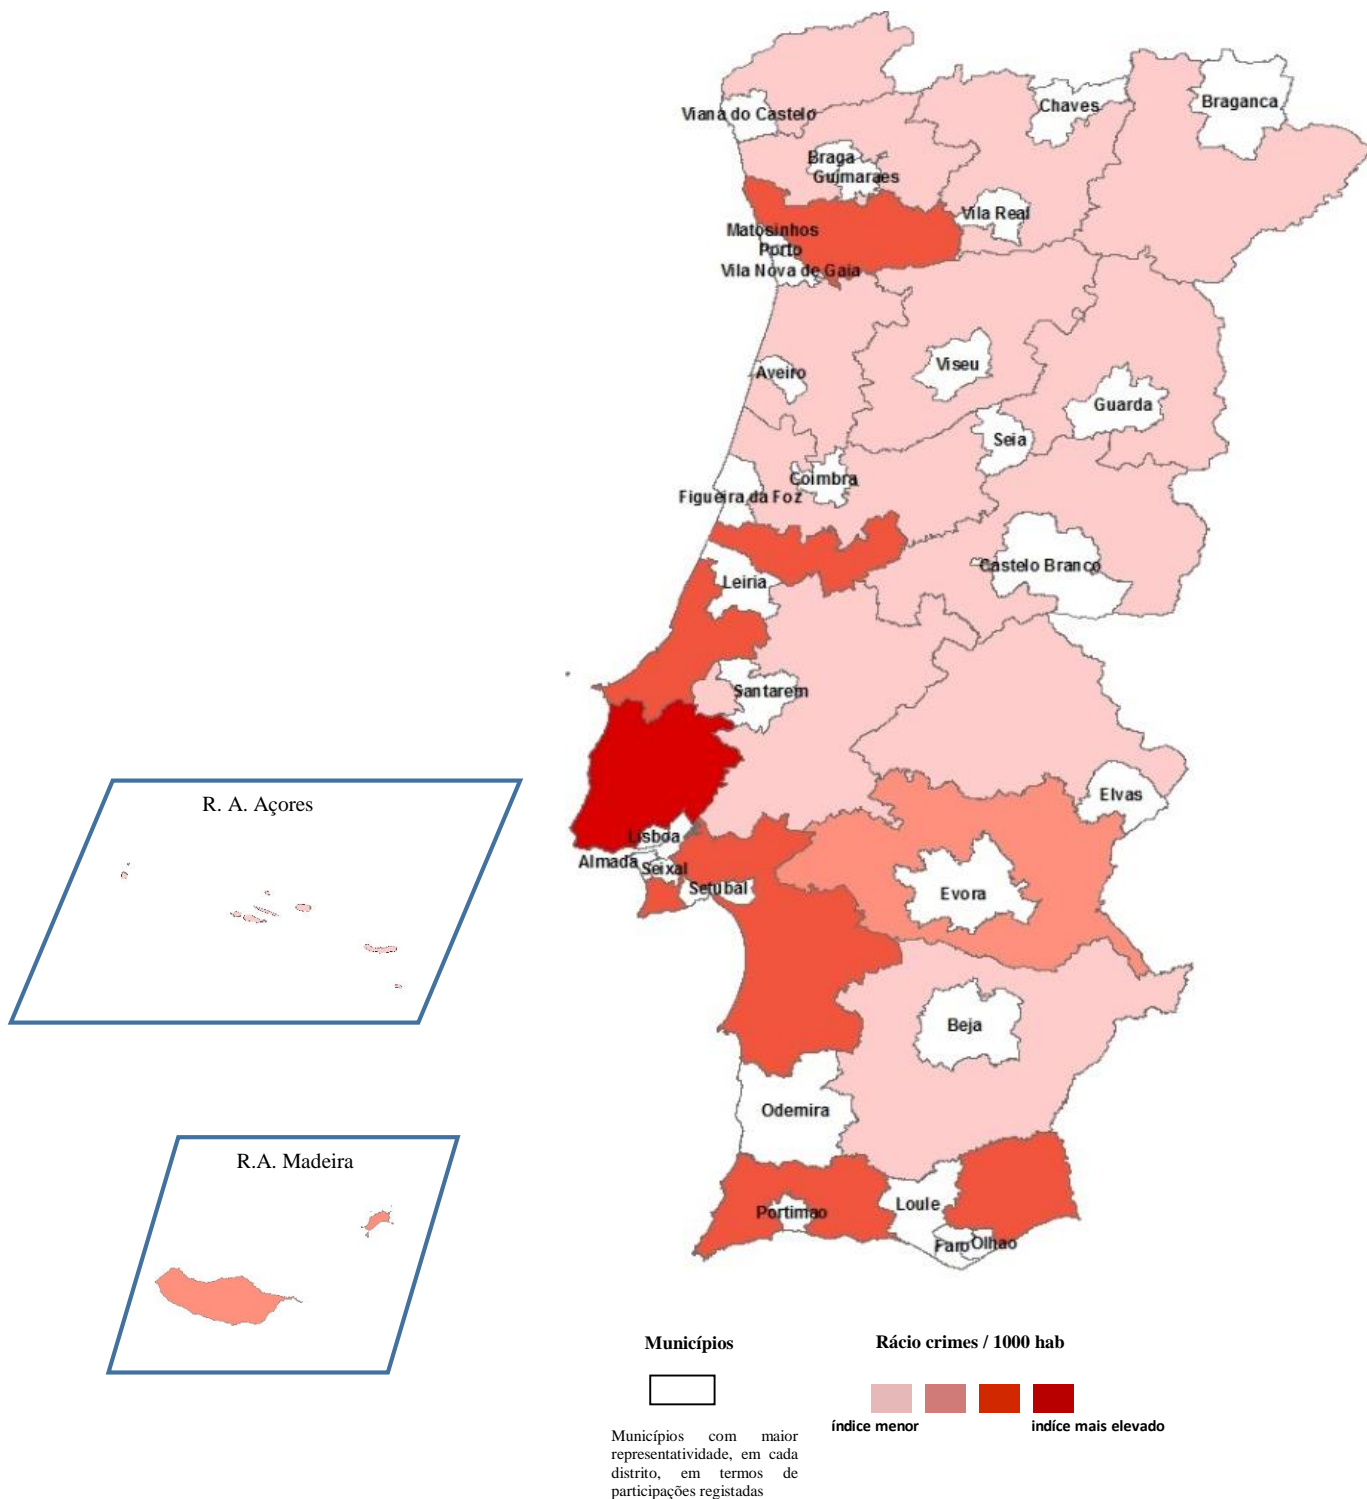 Viana do Castelo
Chaves
Braganca
Braga
Guimaraes
Vila Real
Matosinhos
Porto
Vila Nova de Gaia
Aveiro
Viseu
Guarda
Seia
Coimbra
Figueira da Foz
Castelo Branco
Leiria
Santarem
Elvas
R. A. Açores
Lisboa
Almada
Seixal
Setubal
Evora
Beja
Odemira
R.A. Madeira
Portimao
Loule
Faro
Olhao
Municípios
Rácio crimes / 1000 hab
índice menor
indíce mais elevado
Municípios com maior
representatividade, em cada
distrito, em termos de
participações registadas